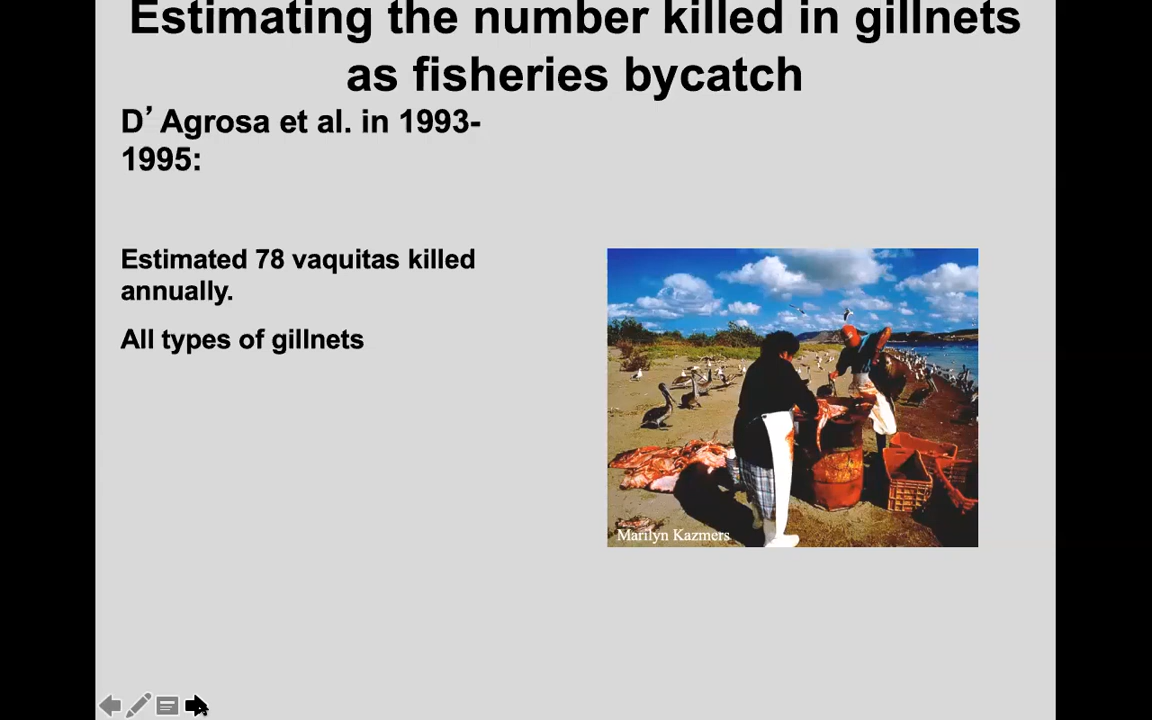 Estimating the number killed in gillnets
as fisheries bycatch
D’Agrosa et al. in 1993-
1995:
Estimated 78 vaquitas killed
annually.
All types of gillnets
Marilyn Kazmers